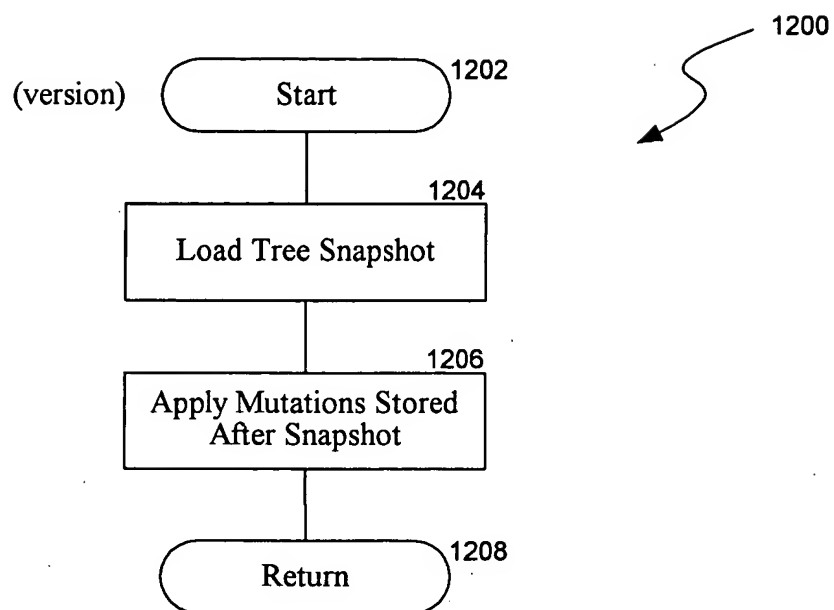 1200
1202
(version)
Start
1204
Load Tree Snapshot
1206
Apply Mutations Stored
After Snapshot
1208
Return